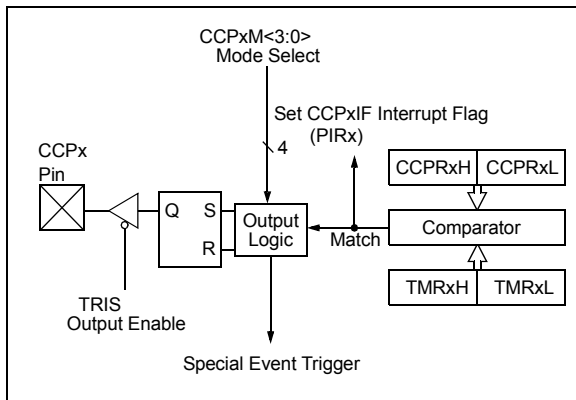 CCPxM<3:0>
Mode Select
Set CCPxIF Interrupt Flag
(PIRx)
4
CCPx
Pin
CCPRxH CCPRxL
Q S
R
Output
Logic
Match
Comparator
TRIS
Output Enable
TMRxH TMRxL
Special Event Trigger